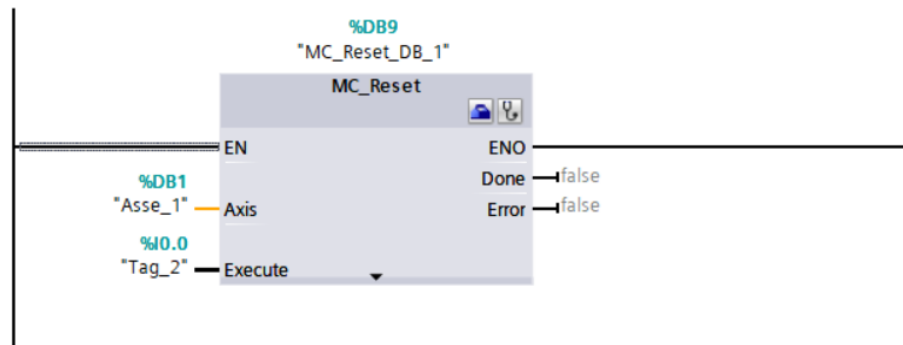 %DB9
"MC_Reset_DB_1"
MC_Reset
EN
ENO
%DB1
"Asse_1"
Axis
Done
false
Error
false
%I0.0
"Tag_2"
Execute